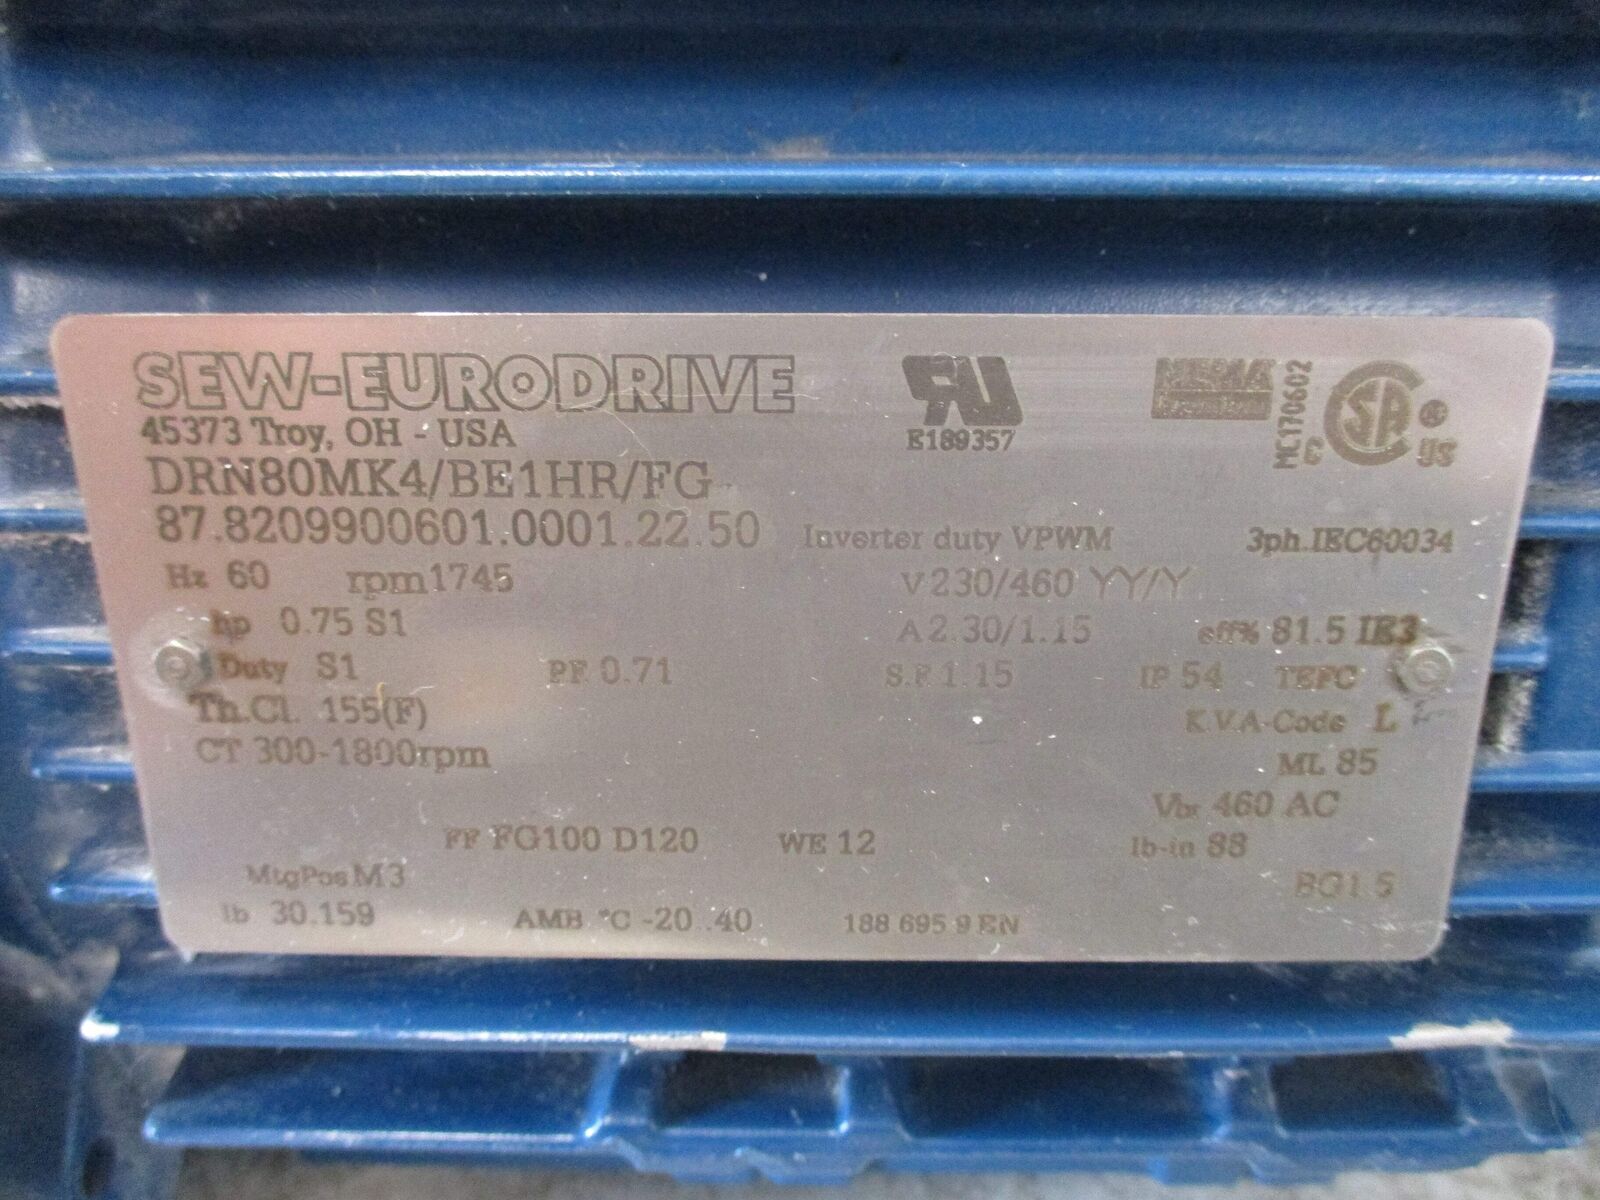 SEW-EURODRIVE
45373 Troy, OH - USA
E189357
NEMA
Premium
MC170602
C US
DRN80MK4/BE1HR/FG
87.8209900601.0001.22.50 Inverter duty VPWM 3ph.IEC60034
Hz 60 rpm1745 V 230/460 YY/Y
hp 0.75 S1 A 2.30/1.15 eff% 81.5 IE3
Duty S1 P.F. 0.71 S.F. 1.15 IP 54 TEFC
Th.Cl. 155(F) K.V.A-Code L
CT 300-1800rpm ML 85
Vbr 460 AC
FF FG100 D120 WE 12 lb-in 88
MtgPos M3 BG1.5
lb 30.159 AMB °C -20..40 188 695 9 EN